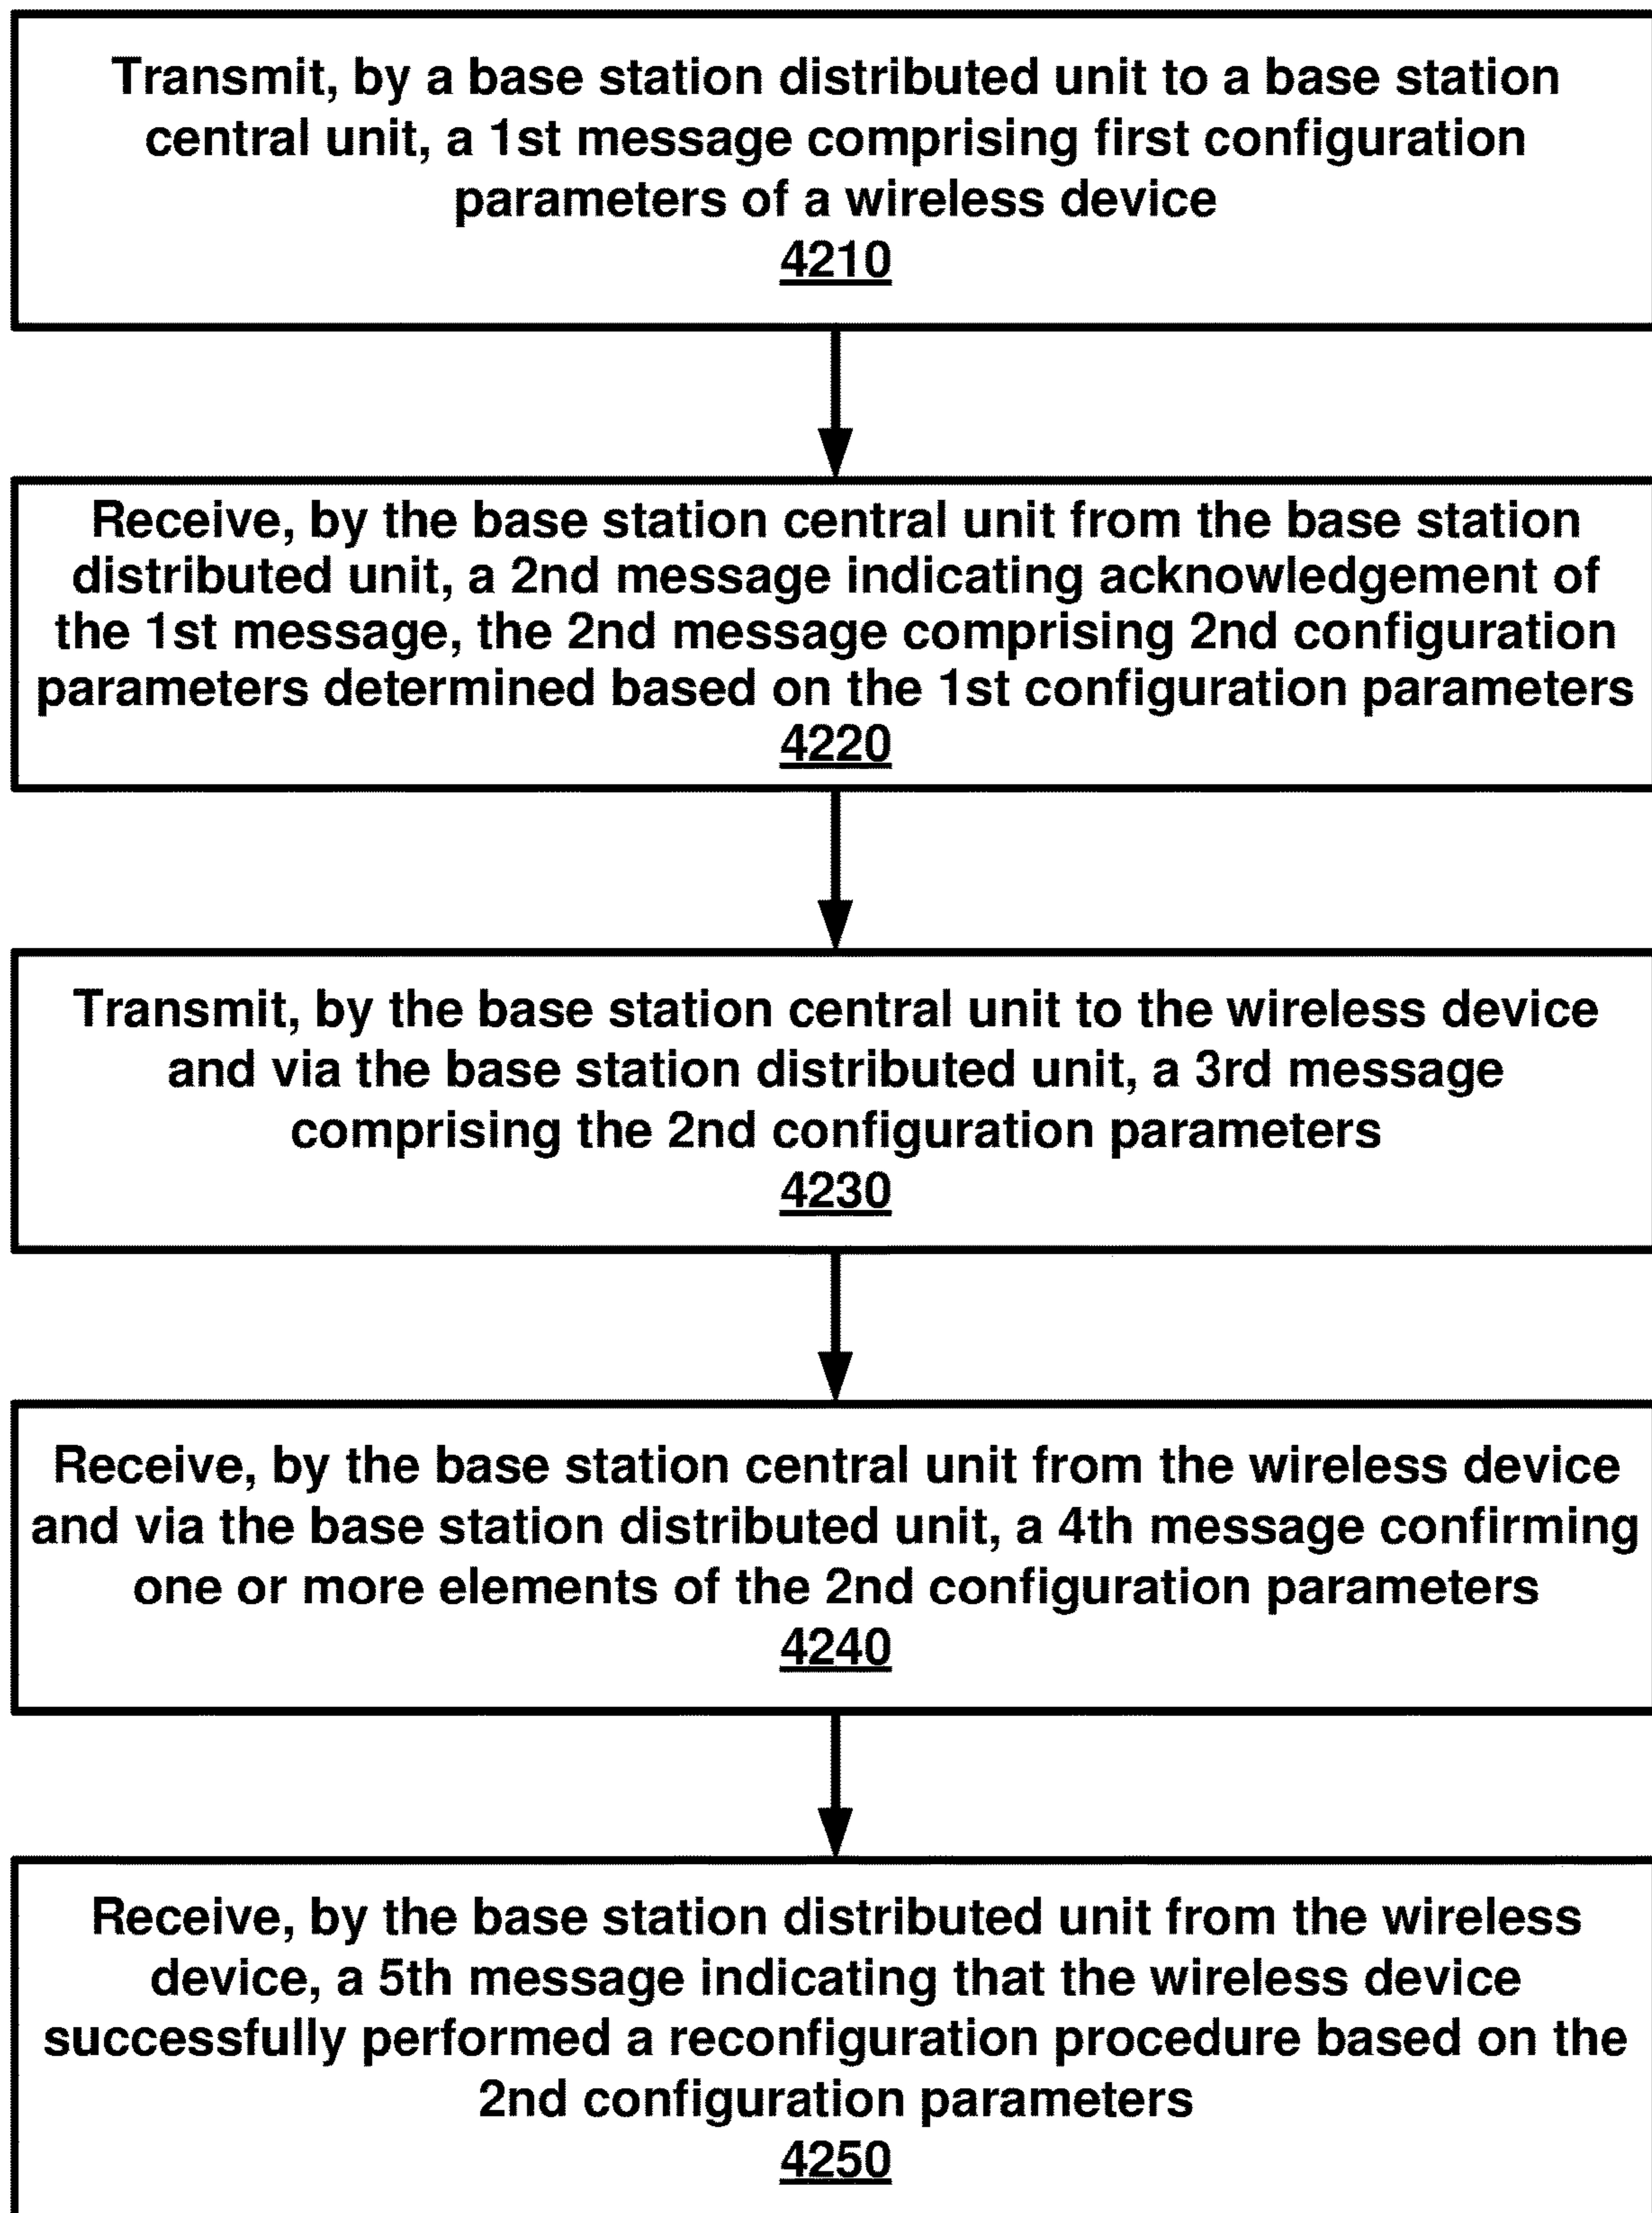 Transmit, by a base station distributed unit to a base station
central unit, a 1st message comprising first configuration
parameters of a wireless device
4210
Receive, by the base station central unit from the base station
distributed unit, a 2nd message indicating acknowledgement of
the 1st message, the 2nd message comprising 2nd configuration
parameters determined based on the 1st configuration parameters
4220
Transmit, by the base station central unit to the wireless device
and via the base station distributed unit, a 3rd message
comprising the 2nd configuration parameters
4230
Receive, by the base station central unit from the wireless device
and via the base station distributed unit, a 4th message confirming
one or more elements of the 2nd configuration parameters
4240
Receive, by the base station distributed unit from the wireless
device, a 5th message indicating that the wireless device
successfully performed a reconfiguration procedure based on the
2nd configuration parameters
4250